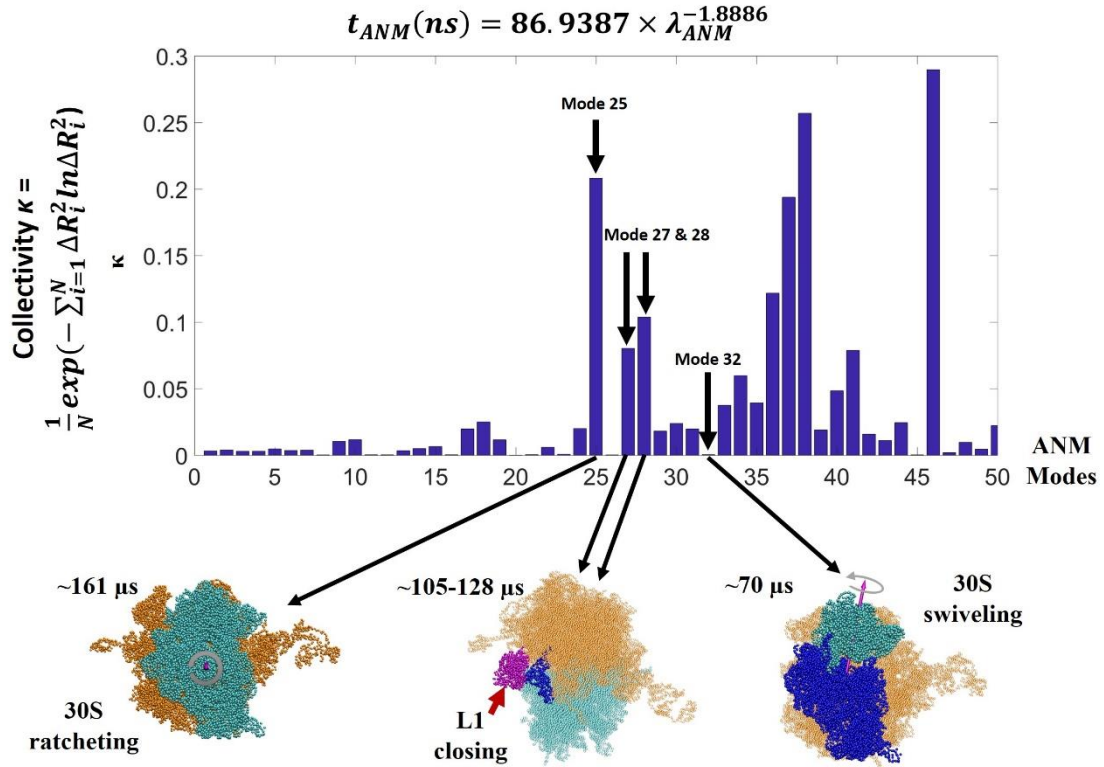 t_ANM(ns) = 86.9387 × λ_ANM^−1.8886
Collectivity κ =
1/N exp(− ∑_{i=1}^{N} ΔR_i^2 lnΔR_i^2)
κ
0.3
0.25
0.2
0.15
0.1
0.05
0
Mode 25
Mode 27 & 28
Mode 32
0 5 10 15 20 25 30 35 40 45 50
ANM
Modes
~161 µs
30S
ratcheting
~105-128 µs
L1
closing
~70 µs
30S
swiveling